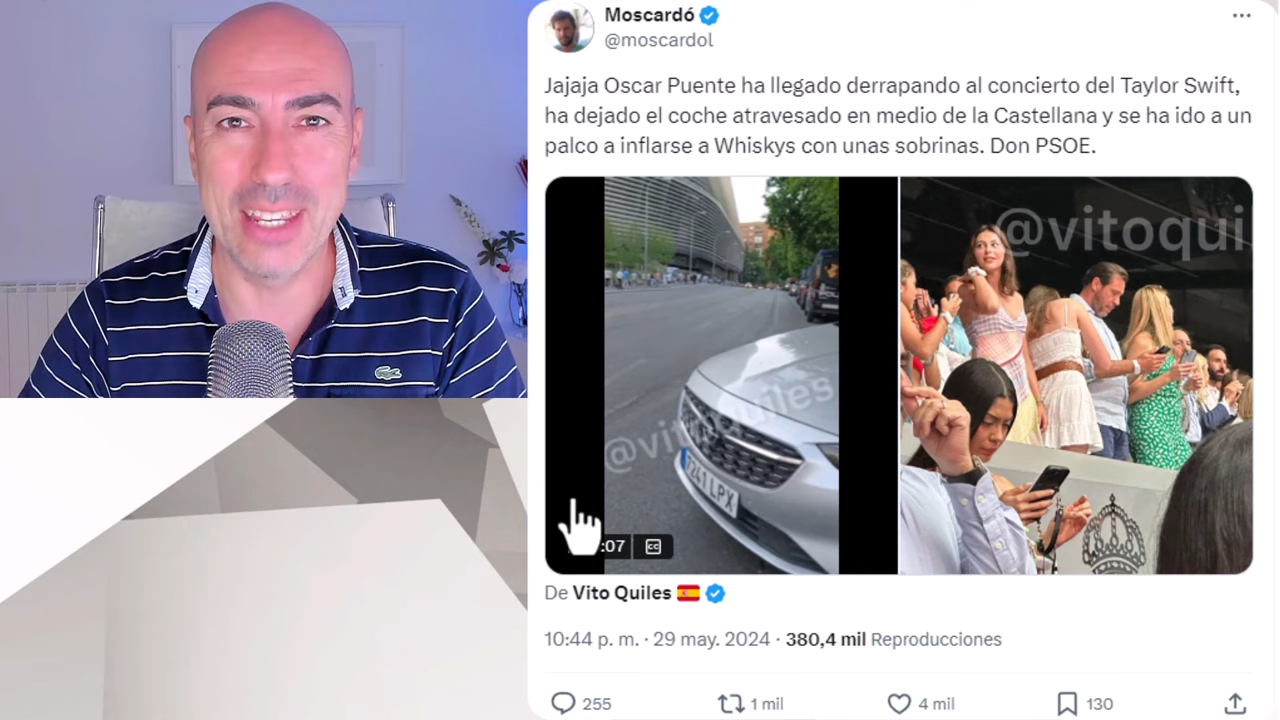 Moscardó
@moscardol
Jajaja Oscar Puente ha llegado derrapando al concierto del Taylor Swift,
ha dejado el coche atravesado en medio de la Castellana y se ha ido a un
palco a inflarse a Whiskys con unas sobrinas. Don PSOE.
@vitoqui
@vitoquiles
7241 LPX
:07
CC
De Vito Quiles
10:44 p. m. · 29 may. 2024 · 380,4 mil Reproducciones
255
1 mil
4 mil
130